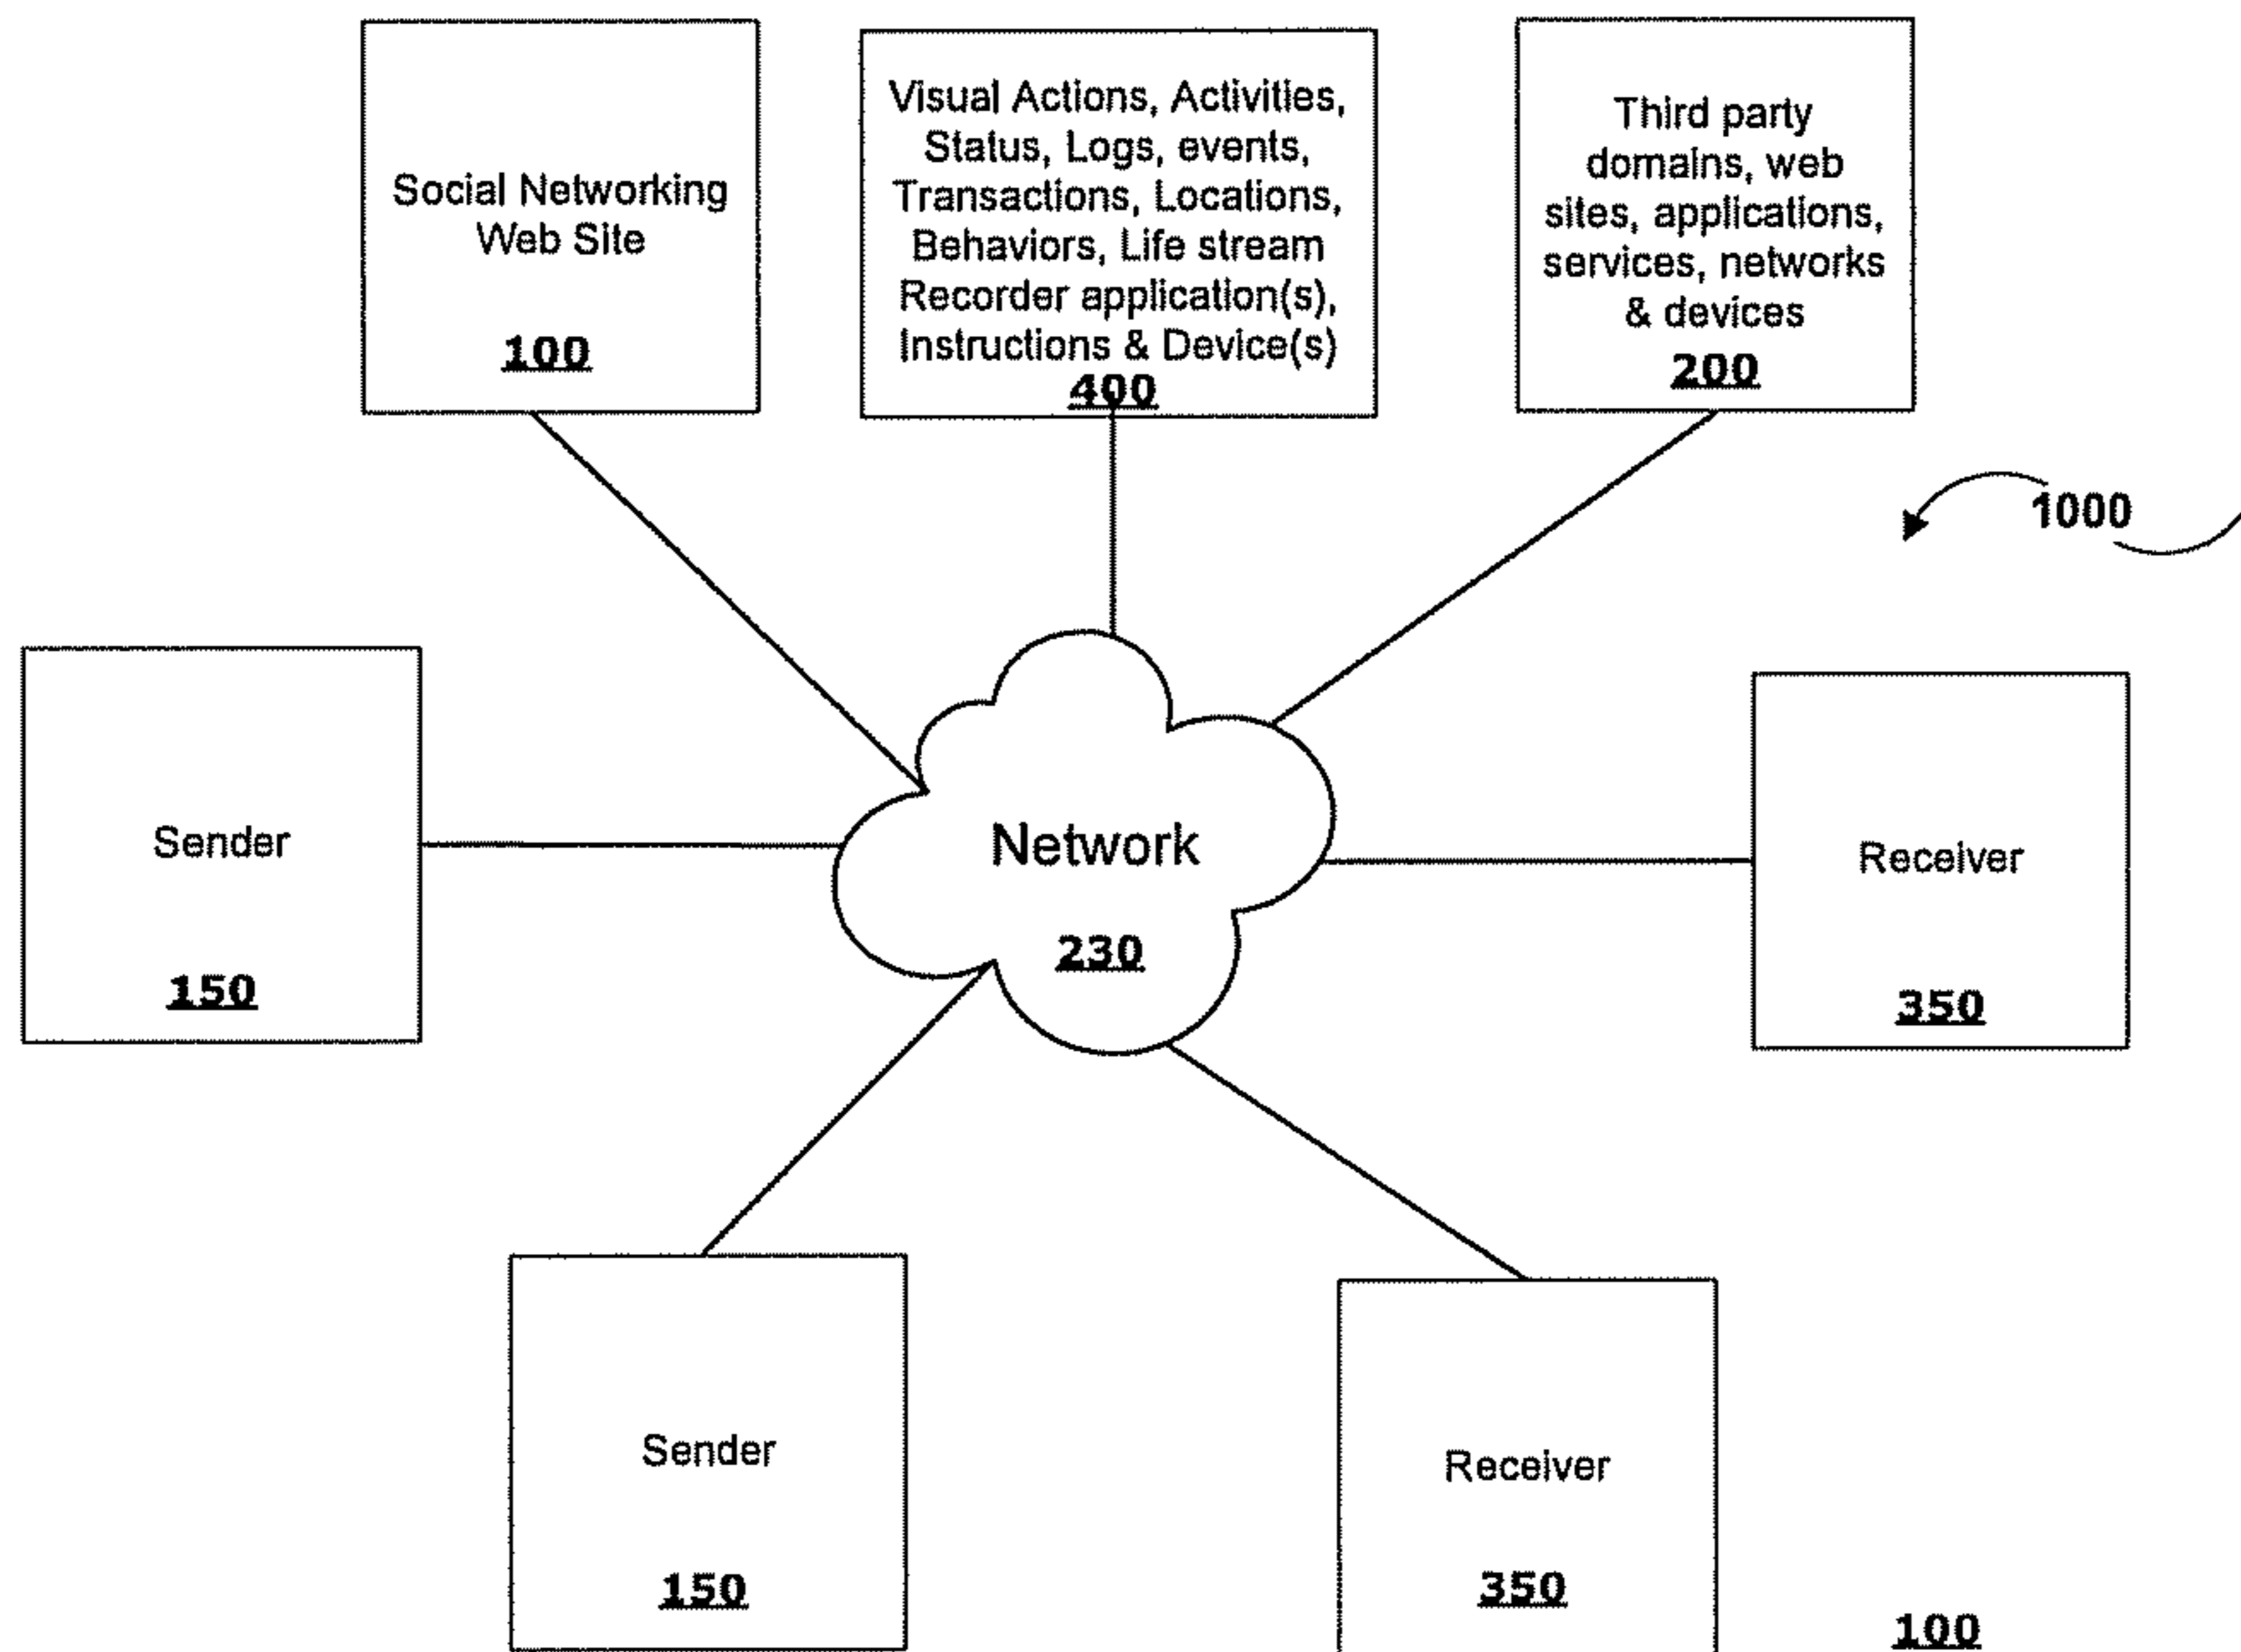 Social Networking
Web Site
100
Visual Actions, Activities,
Status, Logs, events,
Transactions, Locations,
Behaviors, Life stream
Recorder application(s),
Instructions & Device(s)
400
Third party
domains, web
sites, applications,
services, networks
& devices
200
1000
Sender
150
Network
230
Receiver
350
Sender
150
Receiver
350
100